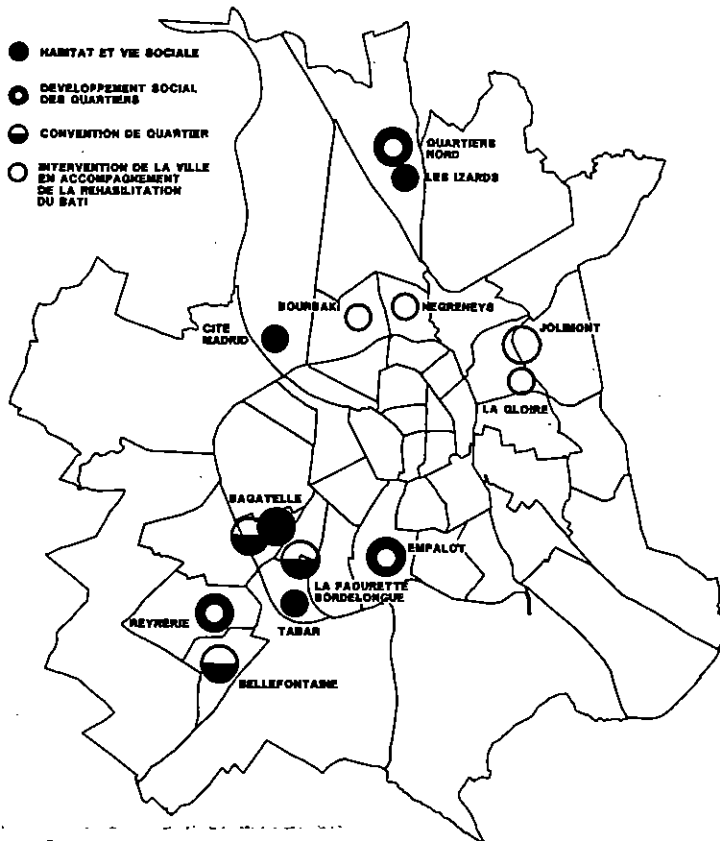 HABITAT ET VIE SOCIALE
DEVELOPPEMENT SOCIAL
DES QUARTIERS
CONVENTION DE QUARTIER
INTERVENTION DE LA VILLE
EN ACCOMPAGNEMENT
DE LA REHABILITATION
DU BATI
QUARTIERS
NORD
LES IZARDS
BOURBAKI
NEGRENEYS
CITE
MADRID
JOLIMONT
LA GLOIRE
BAGATELLE
EMPALOT
LA FAOURETTE
BORDELONGUE
REYNERIE
TABAR
BELLEFONTAINE